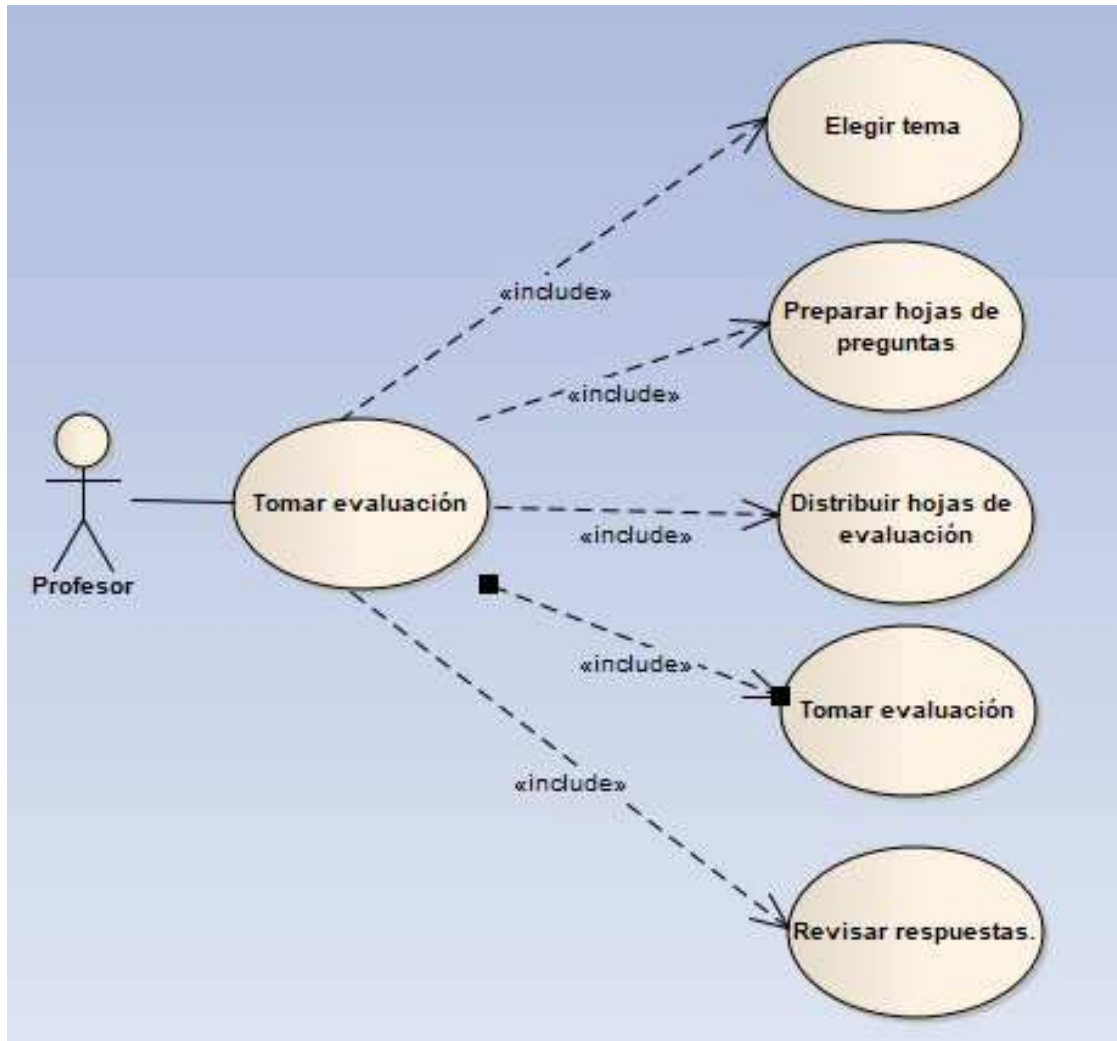 Elegir tema
«include»
Preparar hojas de
preguntas
«include»
Profesor
Tomar evaluación
Distribuir hojas de
evaluación
«include»
«include»
Tomar evaluación
«include»
Revisar respuestas.